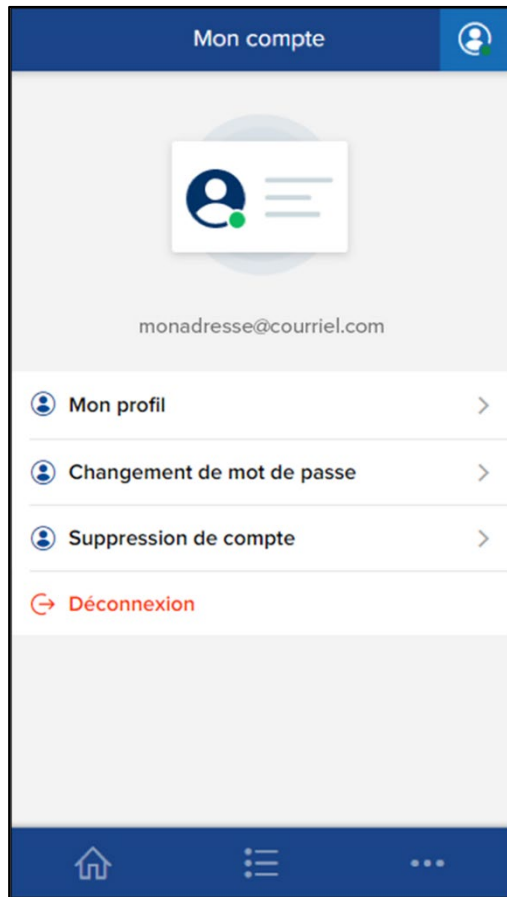 Mon compte
monadresse@courriel.com
Mon profil
Changement de mot de passe
Suppression de compte
Déconnexion